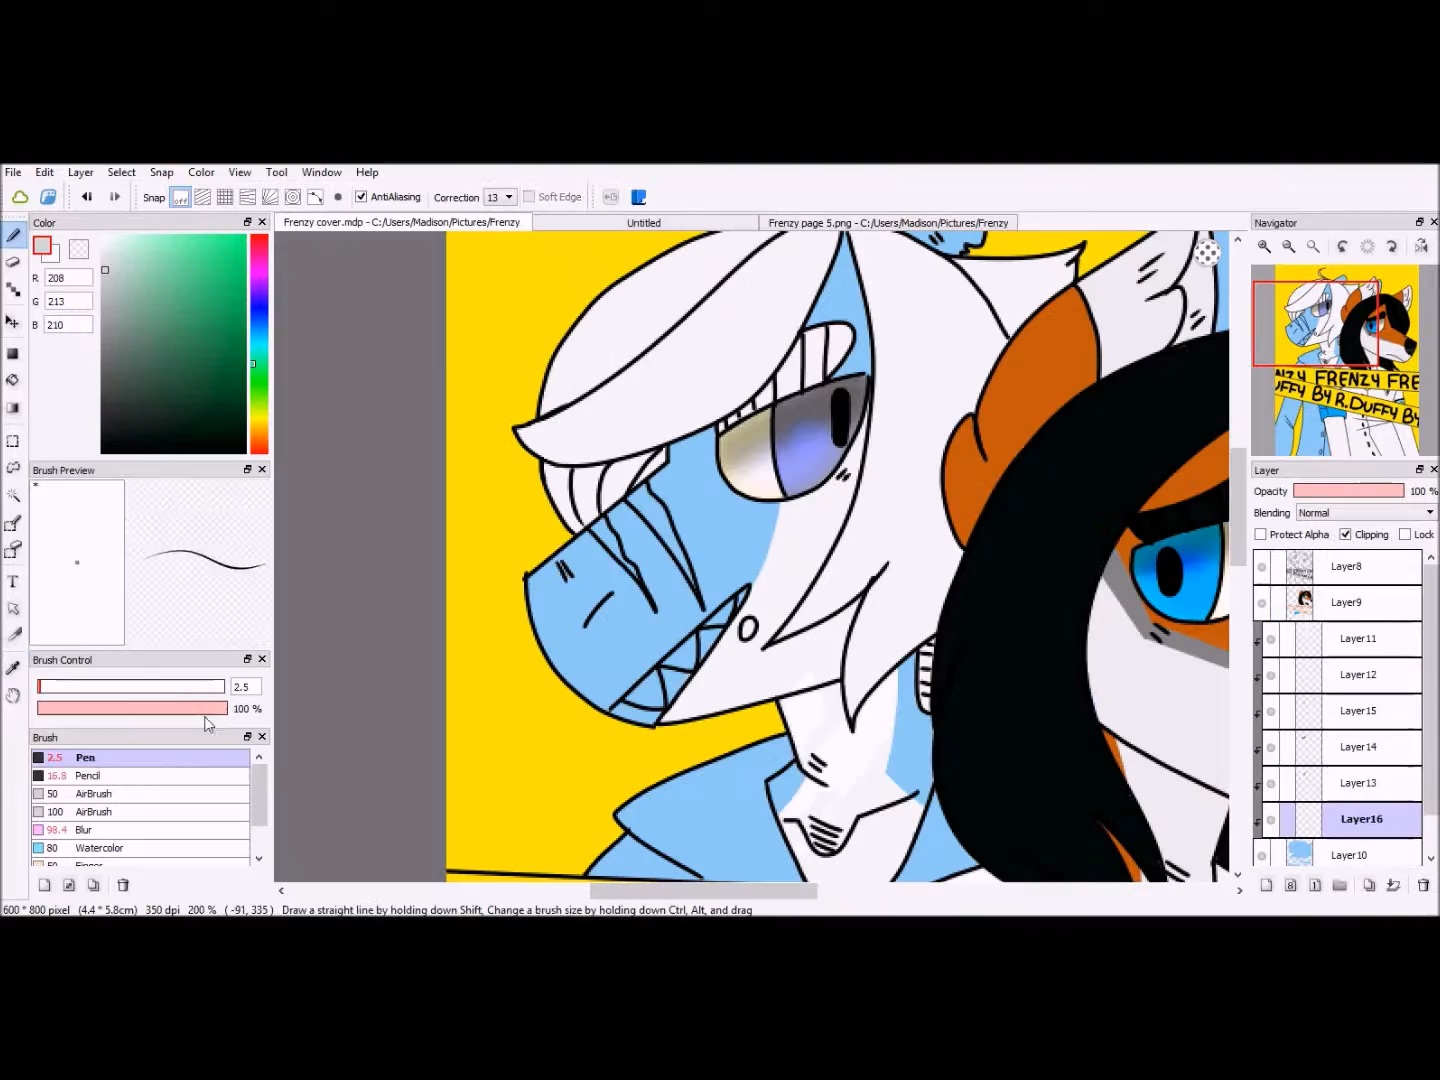 File Edit Layer Select Snap Color View Tool Window Help
Snap off AntiAliasing Correction 13 Soft Edge
Color
Frenzy cover.mdp - C:/Users/Madison/Pictures/Frenzy
Untitled
Frenzy page 5.png - C:/Users/Madison/Pictures/Frenzy
Navigator
R 208
G 213
B 210
FRENZY FRE
DUFFY By R.DUFFY By
Brush Preview
*
Layer
Opacity 100 %
Blending Normal
Protect Alpha Clipping Lock
Layer8
Layer9
Layer11
Layer12
Layer15
Layer14
Layer13
Layer16
Layer10
Brush Control
2.5
100 %
Brush
2.5 Pen
16.8 Pencil
50 AirBrush
100 AirBrush
98.4 Blur
80 Watercolor
600 * 800 pixel (4.4 * 5.8cm) 350 dpi 200 % ( -91, 335 ) Draw a straight line by holding down Shift, Change a brush size by holding down Ctrl, Alt, and drag